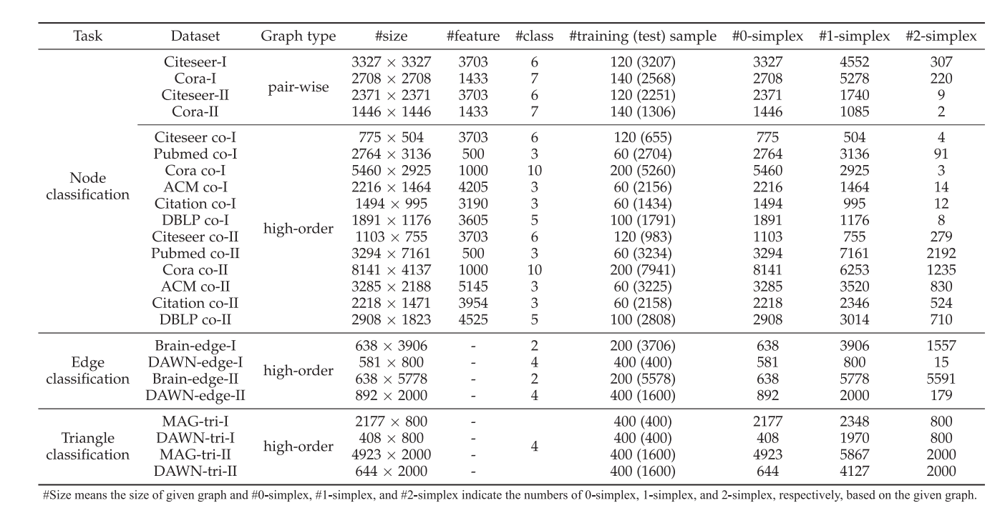 Task Dataset Graph type #size #feature #class #training (test) sample #0-simplex #1-simplex #2-simplex
Citeseer-I 3327 × 3327 3703 6 120 (3207) 3327 4552 307
Cora-I 2708 × 2708 1433 7 140 (2568) 2708 5278 220
pair-wise
Citeseer-II 2371 × 2371 3703 6 120 (2251) 2371 1740 9
Cora-II 1446 × 1446 1433 7 140 (1306) 1446 1085 2
Citeseer co-I 775 × 504 3703 6 120 (655) 775 504 4
Pubmed co-I 2764 × 3136 500 3 60 (2704) 2764 3136 91
Cora co-I 5460 × 2925 1000 10 200 (5260) 5460 2925 3
Node
ACM co-I 2216 × 1464 4205 3 60 (2156) 2216 1464 14
classification
Citation co-I 1494 × 995 3190 3 60 (1434) 1494 995 12
DBLP co-I 1891 × 1176 3605 5 100 (1791) 1891 1176 8
high-order
Citeseer co-II 1103 × 755 3703 6 120 (983) 1103 755 279
Pubmed co-II 3294 × 7161 500 3 60 (3234) 3294 7161 2192
Cora co-II 8141 × 4137 1000 10 200 (7941) 8141 6253 1235
ACM co-II 3285 × 2188 5145 3 60 (3225) 3285 3520 830
Citation co-II 2218 × 1471 3954 3 60 (2158) 2218 2346 524
DBLP co-II 2908 × 1823 4525 5 100 (2808) 2908 3014 710
Brain-edge-I 638 × 3906 - 2 200 (3706) 638 3906 1557
Edge DAWN-edge-I 581 × 800 - 4 400 (400) 581 800 15
high-order
classification Brain-edge-II 638 × 5778 - 2 200 (5578) 638 5778 5591
DAWN-edge-II 892 × 2000 - 4 400 (1600) 892 2000 179
MAG-tri-I 2177 × 800 - 400 (400) 2177 2348 800
Triangle DAWN-tri-I 408 × 800 - 400 (400) 408 1970 800
high-order 4
classification MAG-tri-II 4923 × 2000 - 400 (1600) 4923 5867 2000
DAWN-tri-II 644 × 2000 - 400 (1600) 644 4127 2000
#Size means the size of given graph and #0-simplex, #1-simplex, and #2-simplex indicate the numbers of 0-simplex, 1-simplex, and 2-simplex, respectively, based on the given graph.